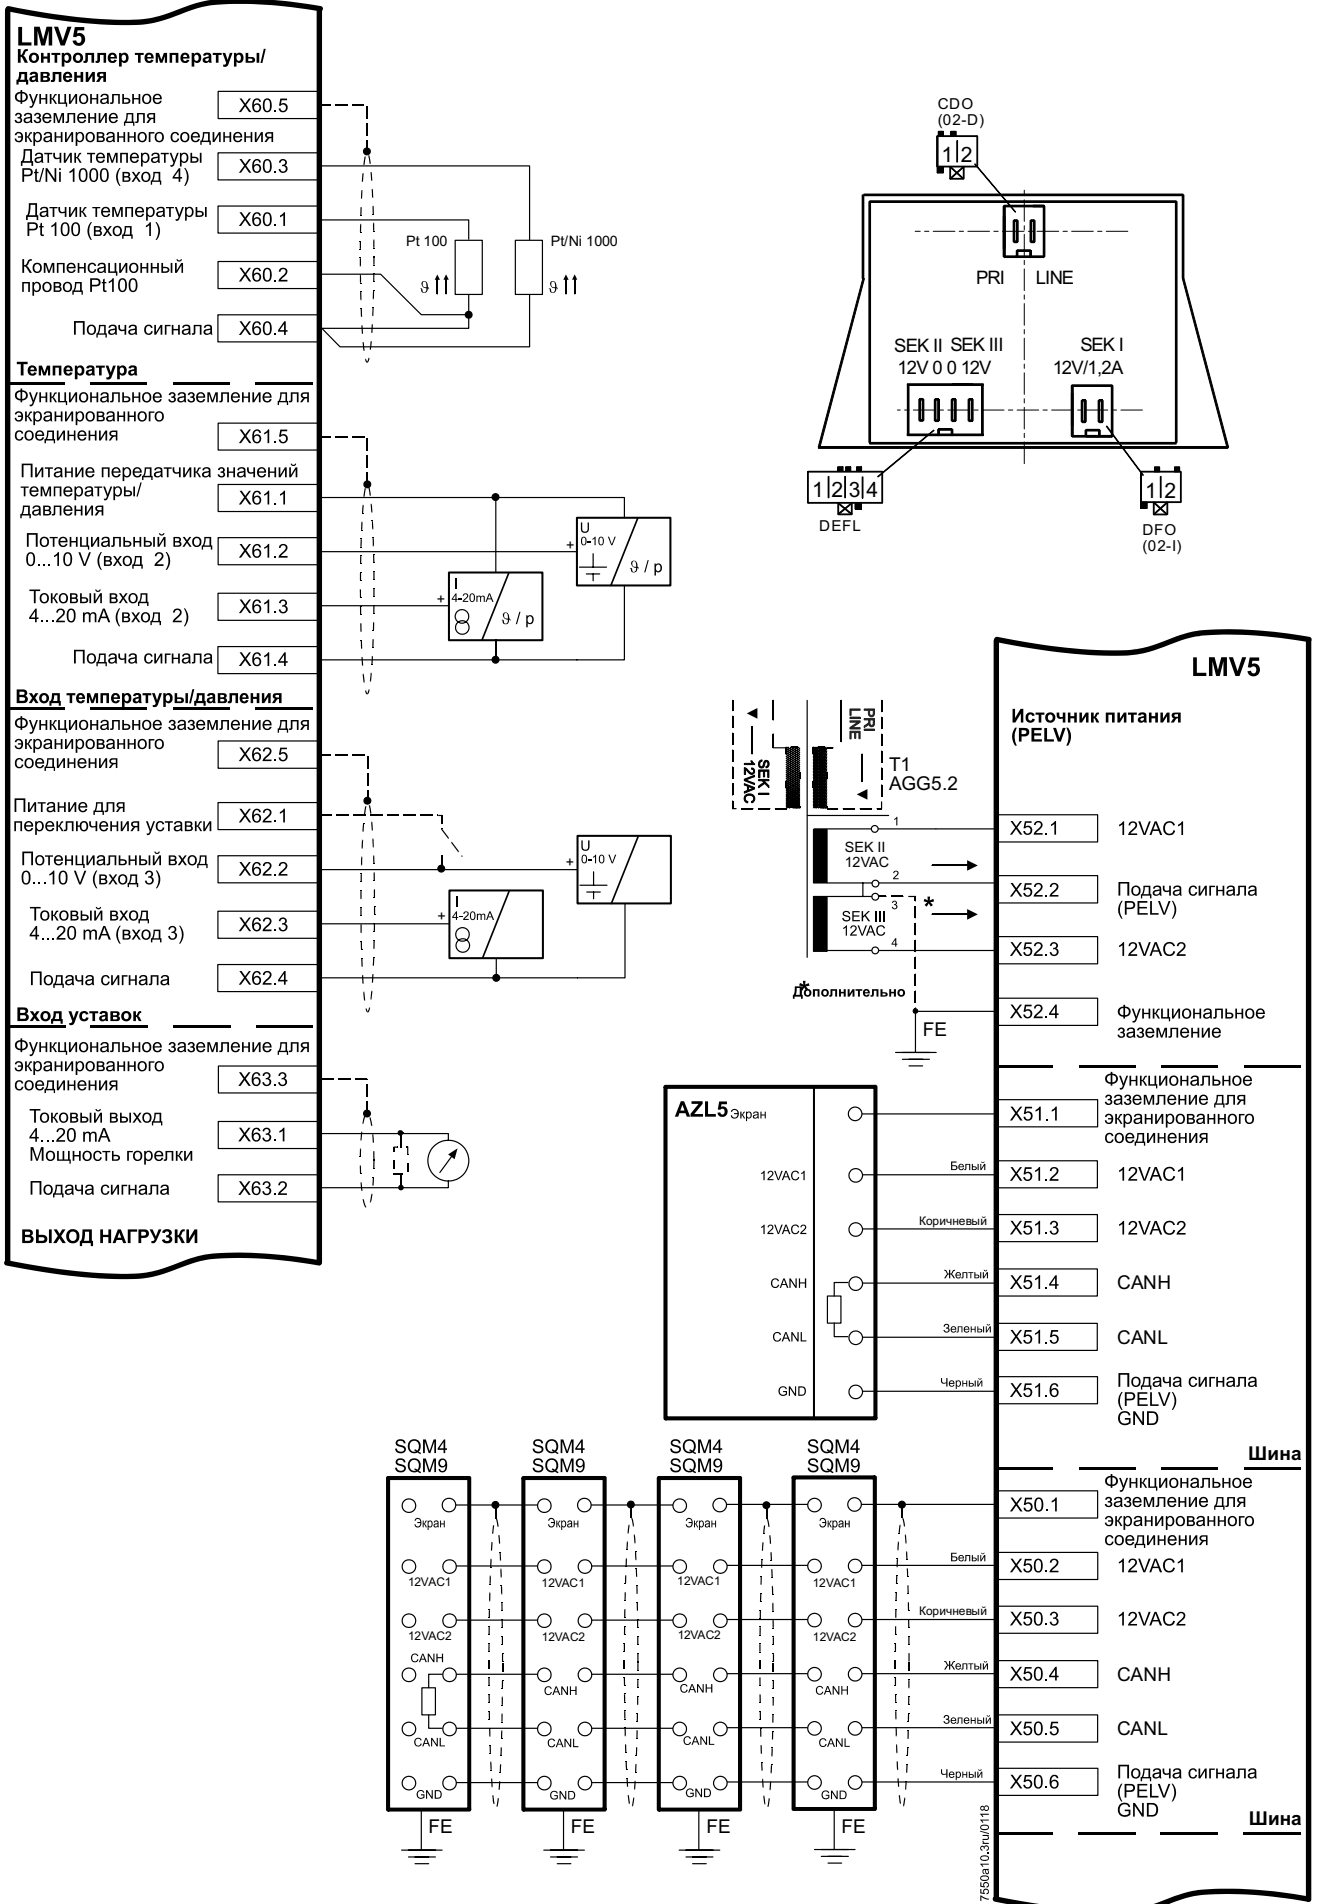 LMV5
Контроллер температуры/
давления
Функциональное
заземление для
экранированного соединения
X60.5
Датчик температуры
Pt/Ni 1000 (вход 4)
X60.3
Датчик температуры
Pt 100 (вход 1)
X60.1
Компенсационный
провод Pt100
X60.2
Подача сигнала
X60.4
Pt 100
ϑ
Pt/Ni 1000
ϑ
Температура
Функциональное заземление для
экранированного
соединения
X61.5
Питание передатчика значений
температуры/
давления
X61.1
Потенциальный вход
0...10 V (вход 2)
X61.2
Токовый вход
4...20 mA (вход 2)
X61.3
Подача сигнала
X61.4
+
U
0-10 V
ϑ / p
+
I
4-20mA
ϑ / p
Вход температуры/давления
Функциональное заземление для
экранированного
соединения
X62.5
Питание для
переключения уставки
X62.1
Потенциальный вход
0...10 V (вход 3)
X62.2
Токовый вход
4...20 mA (вход 3)
X62.3
Подача сигнала
X62.4
+
U
0-10 V
+
I
4-20mA
Вход уставок
Функциональное заземление для
экранированного
соединения
X63.3
Токовый выход
4...20 mA
Мощность горелки
X63.1
Подача сигнала
X63.2
ВЫХОД НАГРУЗКИ
CDO
(02-D)
1 2
PRI LINE
SEK II SEK III
12V 0 0 12V
SEK I
12V/1,2A
1 2 3 4
DEFL
1 2
DFO
(02-I)
LMV5
Источник питания
(PELV)
SEK I
12VAC
PRI
LINE
T1
AGG5.2
1
SEK II
12VAC
2
3
SEK III
12VAC
4
*
*
Дополнительно
FE
X52.1 12VAC1
X52.2 Подача сигнала
(PELV)
X52.3 12VAC2
X52.4 Функциональное
заземление
AZL5 Экран
12VAC1
12VAC2
CANH
CANL
GND
Функциональное
заземление для
экранированного
соединения
X51.1
Белый X51.2 12VAC1
Коричневый X51.3 12VAC2
Желтый X51.4 CANH
Зеленый X51.5 CANL
Черный X51.6 Подача сигнала
(PELV)
GND
Шина
SQM4
SQM9
SQM4
SQM9
SQM4
SQM9
SQM4
SQM9
Экран Экран Экран Экран
12VAC1 12VAC1 12VAC1 12VAC1
12VAC2 12VAC2 12VAC2 12VAC2
CANH CANH CANH CANH
CANL CANL CANL CANL
GND GND GND GND
FE FE FE FE
Функциональное
заземление для
экранированного
соединения
X50.1
Белый X50.2 12VAC1
Коричневый X50.3 12VAC2
Желтый X50.4 CANH
Зеленый X50.5 CANL
Черный X50.6 Подача сигнала
(PELV)
GND
Шина
7550a10.3ru/0118